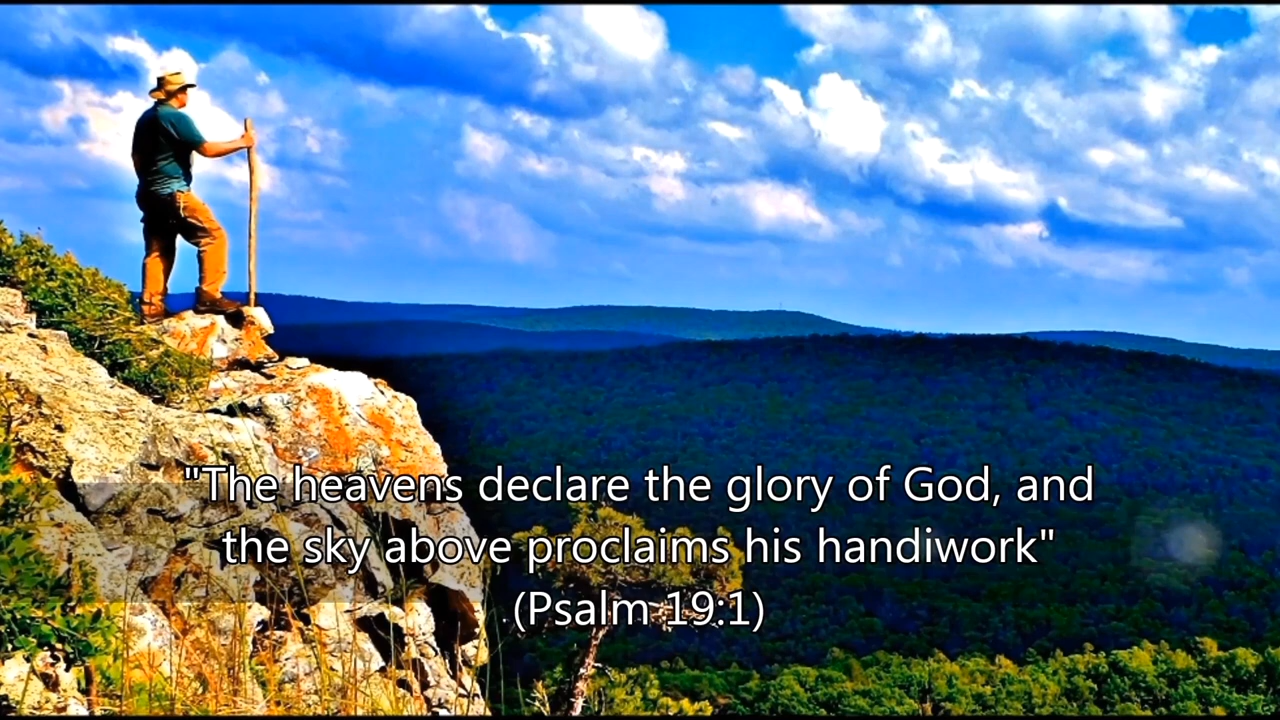 "The heavens declare the glory of God, and
the sky above proclaims his handiwork"
(Psalm 19:1)